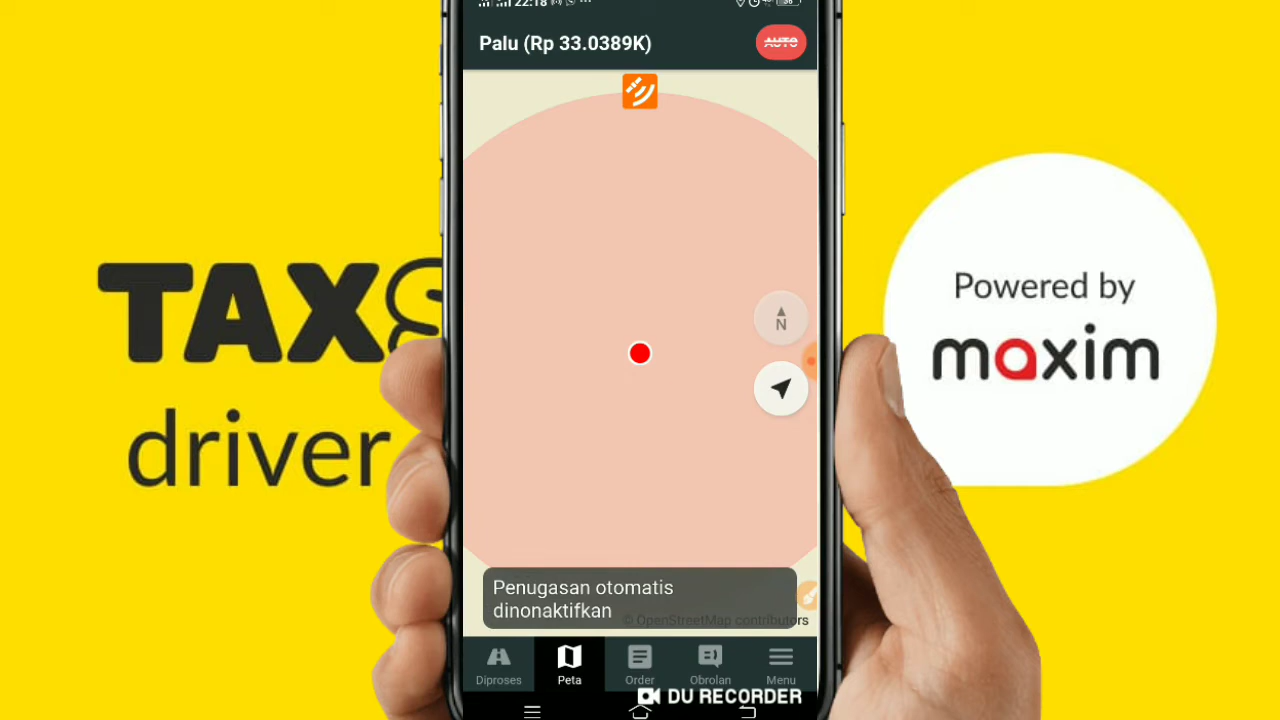 22:18
Palu (Rp 33.0389K)
AUTO
TAX
driver
Powered by
maxim
N
Penugasan otomatis
dinonaktifkan
© OpenStreetMap contributors
Diproses
Peta
Order
Obrolan
Menu
DU RECORDER